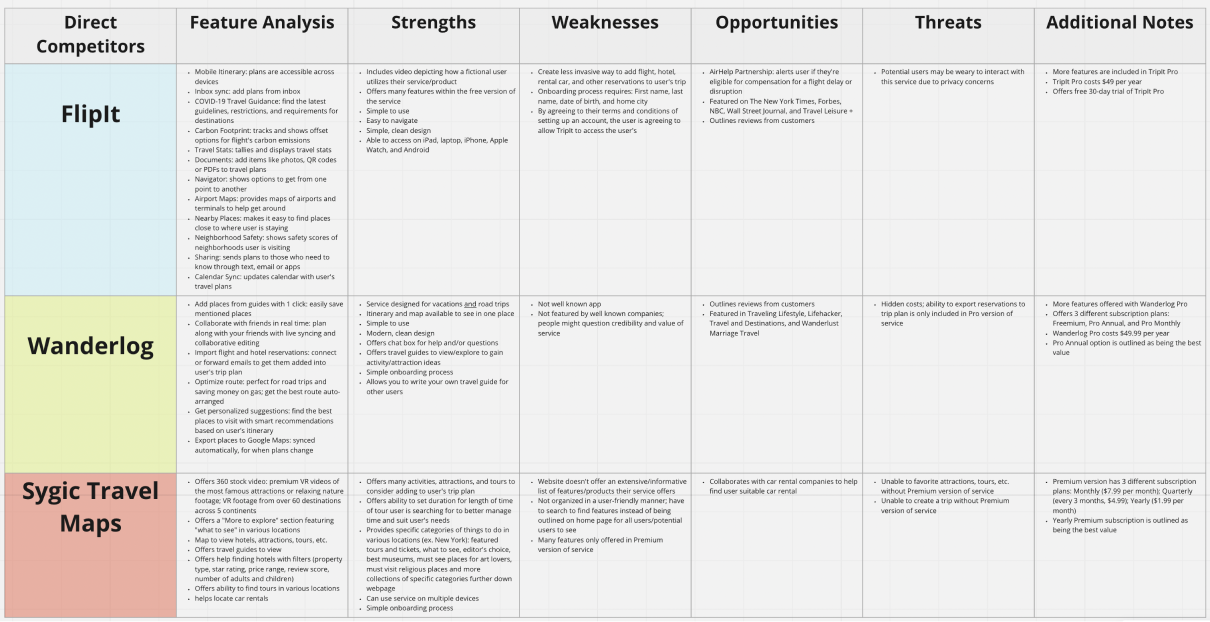 Direct
Competitors
Feature Analysis
Strengths
Weaknesses
Opportunities
Threats
Additional Notes
FlipIt
Mobile Itinerary: plans are accessible across
devices
Inbox sync: add plans from inbox
COVID-19 Travel Guidance: find the latest
guidelines, restrictions, and requirements for
destinations
Carbon Footprint: tracks and shows offset
options for flight's carbon emissions
Travel Stats: tallies and displays travel stats
Documents: add items like photos, QR codes
or PDFs to travel plans
Navigator: shows options to get from one
point to another
Airport Maps: provides maps of airports and
terminals to help get around
Nearby Places: makes it easy to find places
close to where user is staying
Neighborhood Safety: shows safety scores of
neighborhoods user is visiting
Sharing: sends plans to those who need to
know through text, email or apps
Calendar Sync: updates calendar with user's
travel plans
Includes video depicting how a fictional user
utilizes their service/product
Offers many features within the free version of
the service
Simple to use
Easy to navigate
Simple, clean design
Able to access on iPad, laptop, iPhone, Apple
Watch, and Android
Create less invasive way to add flight, hotel,
rental car, and other reservations to user's trip
Onboarding process requires: First name, last
name, date of birth, and home city
By agreeing to their terms and conditions of
setting up an account, the user is agreeing to
allow TripIt to access the user's
AirHelp Partnership: alerts user if they're
eligible for compensation for a flight delay or
disruption
Featured on The New York Times, Forbes,
NBC, Wall Street Journal, and Travel Leisure +
Outlines reviews from customers
Potential users may be weary to interact with
this service due to privacy concerns
More features are included in TripIt Pro
TripIt Pro costs $49 per year
Offers free 30-day trial of TripIt Pro
Wanderlog
Add places from guides with 1 click: easily save
mentioned places
Collaborate with friends in real time: plan
along with your friends with live syncing and
collaborative editing
Import flight and hotel reservations: connect
or forward emails to get them added into
user's trip plan
Optimize route: perfect for road trips and
saving money on gas; get the best route auto-
arranged
Get personalized suggestions: find the best
places to visit with smart recommendations
based on user's itinerary
Export places to Google Maps: synced
automatically, for when plans change
Service designed for vacations and road trips
Itinerary and map available to see in one place
Simple to use
Modern, clean design
Offers chat box for help and/or questions
Offers travel guides to view/explore to gain
activity/attraction ideas
Simple onboarding process
Allows you to write your own travel guide for
other users
Not well known app
Not featured by well known companies;
people might question credibility and value of
service
Outlines reviews from customers
Featured in Traveling Lifestyle, Lifehacker,
Travel and Destinations, and Wanderlust
Marriage Travel
Hidden costs; ability to export reservations to
trip plan is only included in Pro version of
service
More features offered with Wanderlog Pro
Offers 3 different subscription plans:
Freemium, Pro Annual, and Pro Monthly
Wanderlog Pro costs $49.99 per year
Pro Annual option is outlined as being the best
value
Sygic Travel
Maps
Offers 360 stock video: premium VR videos of
the most famous attractions or relaxing nature
footage; VR footage from over 60 destinations
across 5 continents
Offers a "More to explore" section featuring
"what to see" in various locations
Map to view hotels, attractions, tours, etc.
Offers travel guides to view
Offers help finding hotels with filters (property
type, star rating, price range, review score,
number of adults and children)
Offers ability to find tours in various locations
helps locate car rentals
Offers many activities, attractions, and tours to
consider adding to user's trip plan
Offers ability to set duration for length of time
of tour user is searching for to better manage
time and suit user's needs
Provides specific categories of things to do in
various locations (ex. New York): featured
tours and tickets, what to see, editor's choice,
best museums, must see places for art lovers,
must visit religious places and more
collections of specific categories further down
webpage
Can use service on multiple devices
Simple onboarding process
Website doesn't offer an extensive/informative
list of features/products their service offers
Not organized in a user-friendly manner; have
to search to find features instead of being
outlined on home page for all users/potential
users to see
Many features only offered in Premium
version of service
Collaborates with car rental companies to help
find user suitable car rental
Unable to favorite attractions, tours, etc.
without Premium version of service
Unable to create a trip without Premium
version of service
Premium version has 3 different subscription
plans: Monthly ($7.99 per month); Quarterly
(every 3 months, $4.99); Yearly ($1.99 per
month)
Yearly Premium subscription is outlined as
being the best value